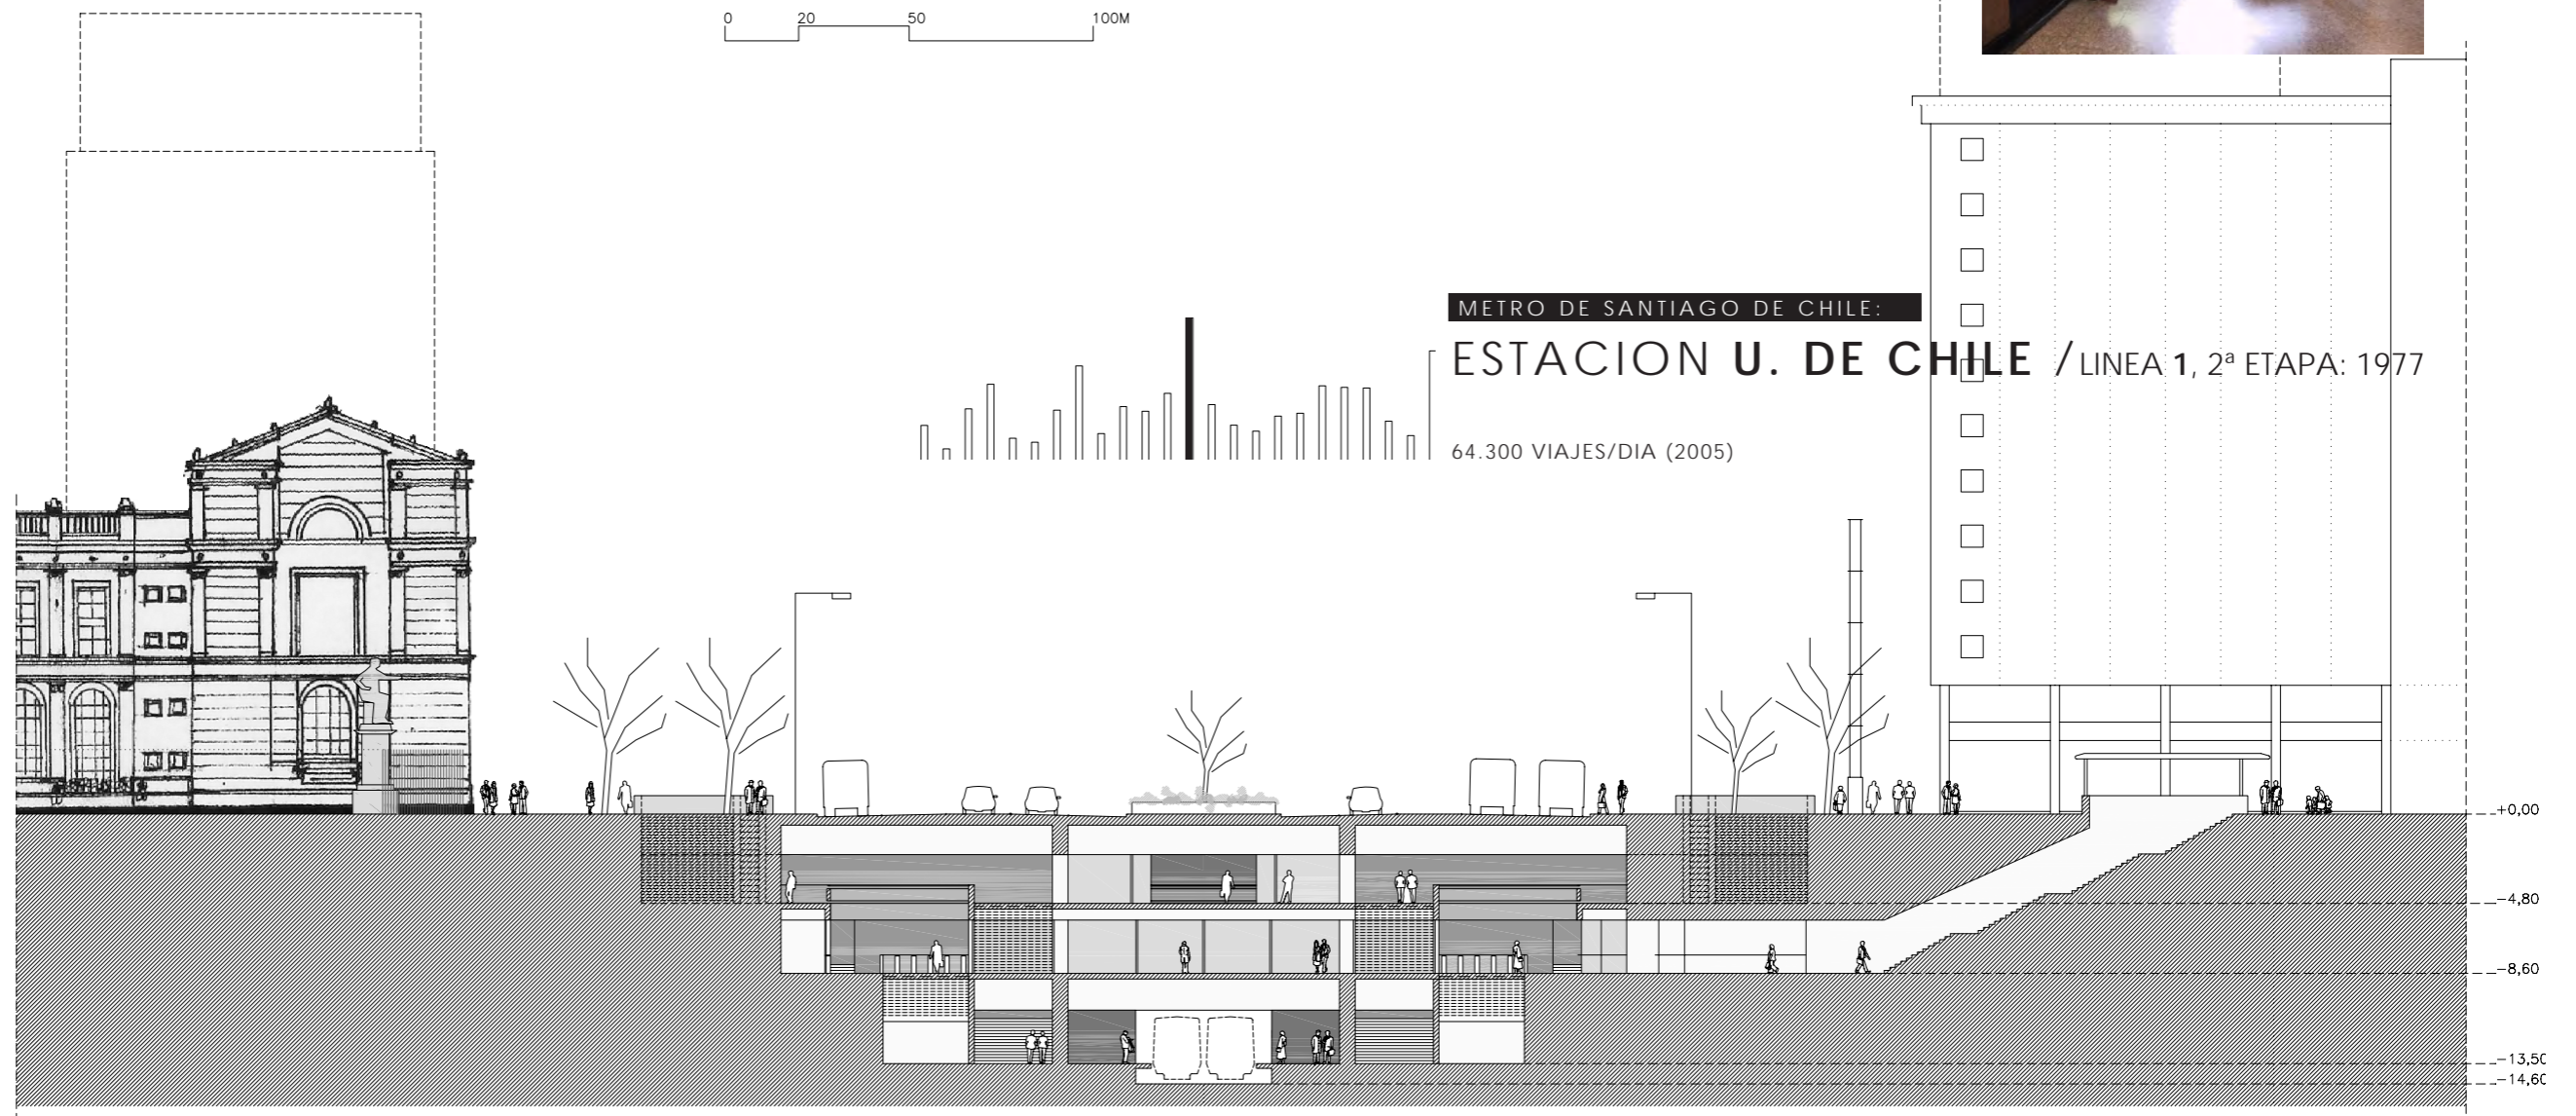 0 20 50 100M
METRO DE SANTIAGO DE CHILE:
ESTACION U. DE CHILE / LINEA 1, 2ª ETAPA: 1977
64.300 VIAJES/DIA (2005)
+0,00
-4,80
-8,60
-13,50
-14,60